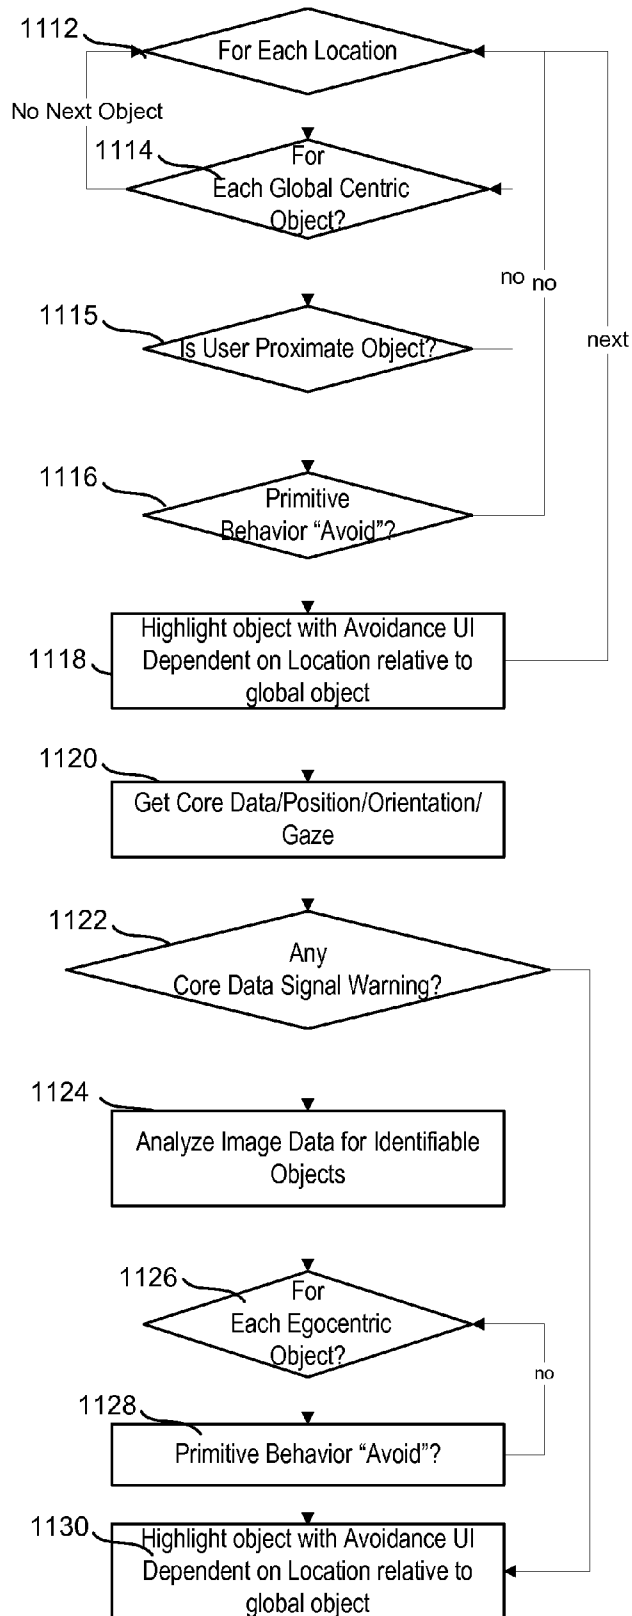 1112
For Each Location
No Next Object
1114
For
Each Global Centric
Object?
no no
1115
Is User Proximate Object?
next
1116
Primitive
Behavior “Avoid”?
Highlight object with Avoidance UI
1118
Dependent on Location relative to
global object
1120
Get Core Data/Position/Orientation/
Gaze
1122
Any
Core Data Signal Warning?
1124
Analyze Image Data for Identifiable
Objects
1126
For
Each Egocentric
Object?
no
1128
Primitive Behavior “Avoid”?
1130
Highlight object with Avoidance UI
Dependent on Location relative to
global object